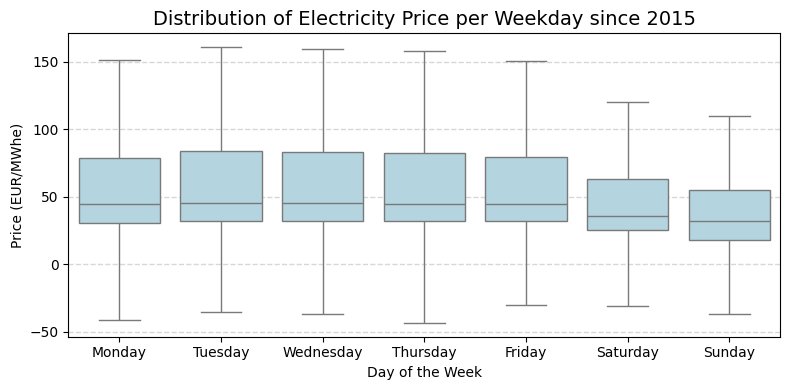 Distribution of Electricity Price per Weekday since 2015
Price (EUR/MWhe)
150
100
50
0
−50
Monday Tuesday Wednesday Thursday Friday Saturday Sunday
Day of the Week